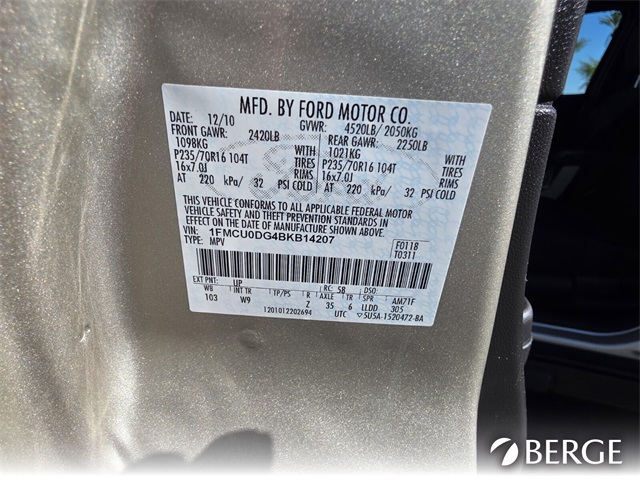 MFD. BY FORD MOTOR CO.
DATE: 12/10 GVWR: 4520LB/ 2050KG
FRONT GAWR: 2420LB REAR GAWR: 2250LB
1098KG 1021KG
P235/70R16 104T TIRES P235/70R16 104T TIRES
16x7.0J RIMS 16x7.0J RIMS
AT 220 kPa/ 32 PSI COLD AT 220 kPa/ 32 PSI COLD
THIS VEHICLE CONFORMS TO ALL APPLICABLE FEDERAL MOTOR
VEHICLE SAFETY AND THEFT PREVENTION STANDARDS IN
EFFECT ON THE DATE OF MANUFACTURE SHOWN ABOVE.
VIN: 1FMCU0DG4BKB14207
TYPE: MPV
F0118
T0311
EXT PNT: UP RC: 58 DSO
WB INT TR TP/PS R AXLE TR SPR AM71F
103 W9 Z 35 6 LLDD 305
1201012202694 UTC ▽5U5A-1520472-BA
BERGE